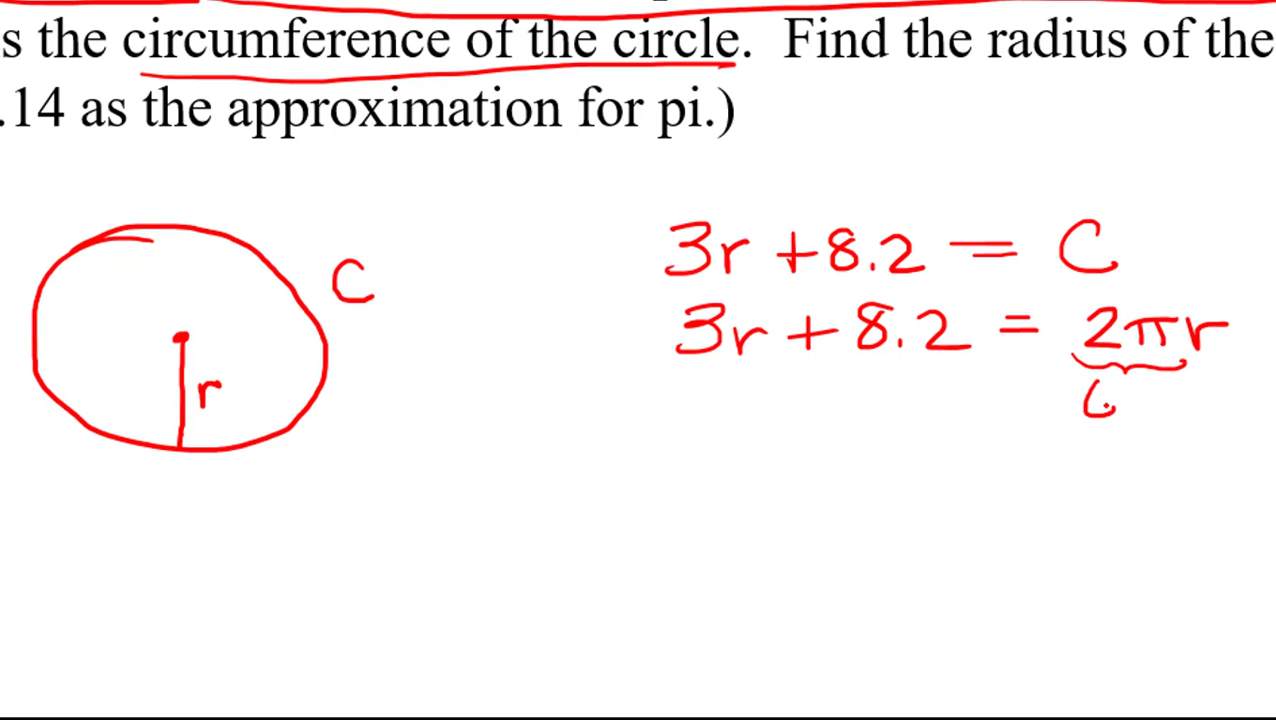 s the circumference of the circle. Find the radius of the
.14 as the approximation for pi.)
C
r
3r + 8.2 = C
3r + 8.2 = 2πr
6.